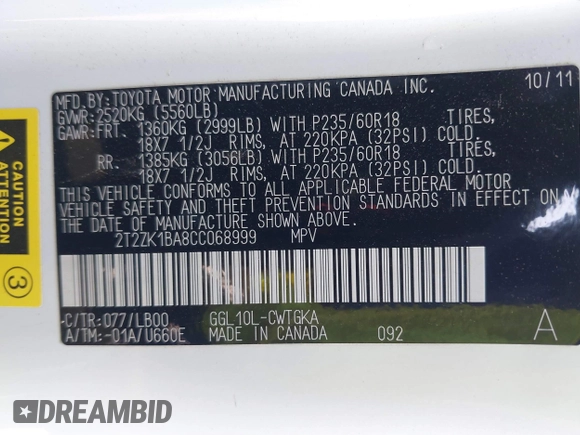 MFD. BY: TOYOTA MOTOR MANUFACTURING CANADA INC. 10/11
GVWR: 2520KG (5560LB)
GAWR: FRT. 1360KG (2999LB) WITH P235/60R18 TIRES,
18X7 1/2J RIMS, AT 220KPA (32PSI) COLD.
RR. 1385KG (3056LB) WITH P235/60R18 TIRES,
18X7 1/2J RIMS, AT 220KPA (32PSI) COLD.
THIS VEHICLE CONFORMS TO ALL APPLICABLE FEDERAL MOTOR
VEHICLE SAFETY AND THEFT PREVENTION STANDARDS IN EFFECT ON
THE DATE OF MANUFACTURE SHOWN ABOVE.
2T2ZK1BA8CC068999 MPV
C/TR: 077/LB00 GGL10L-CWTGKA
A/TM: -01A/U660E MADE IN CANADA 092 A
CAUTION
ATTENTION
3
DREAMBID